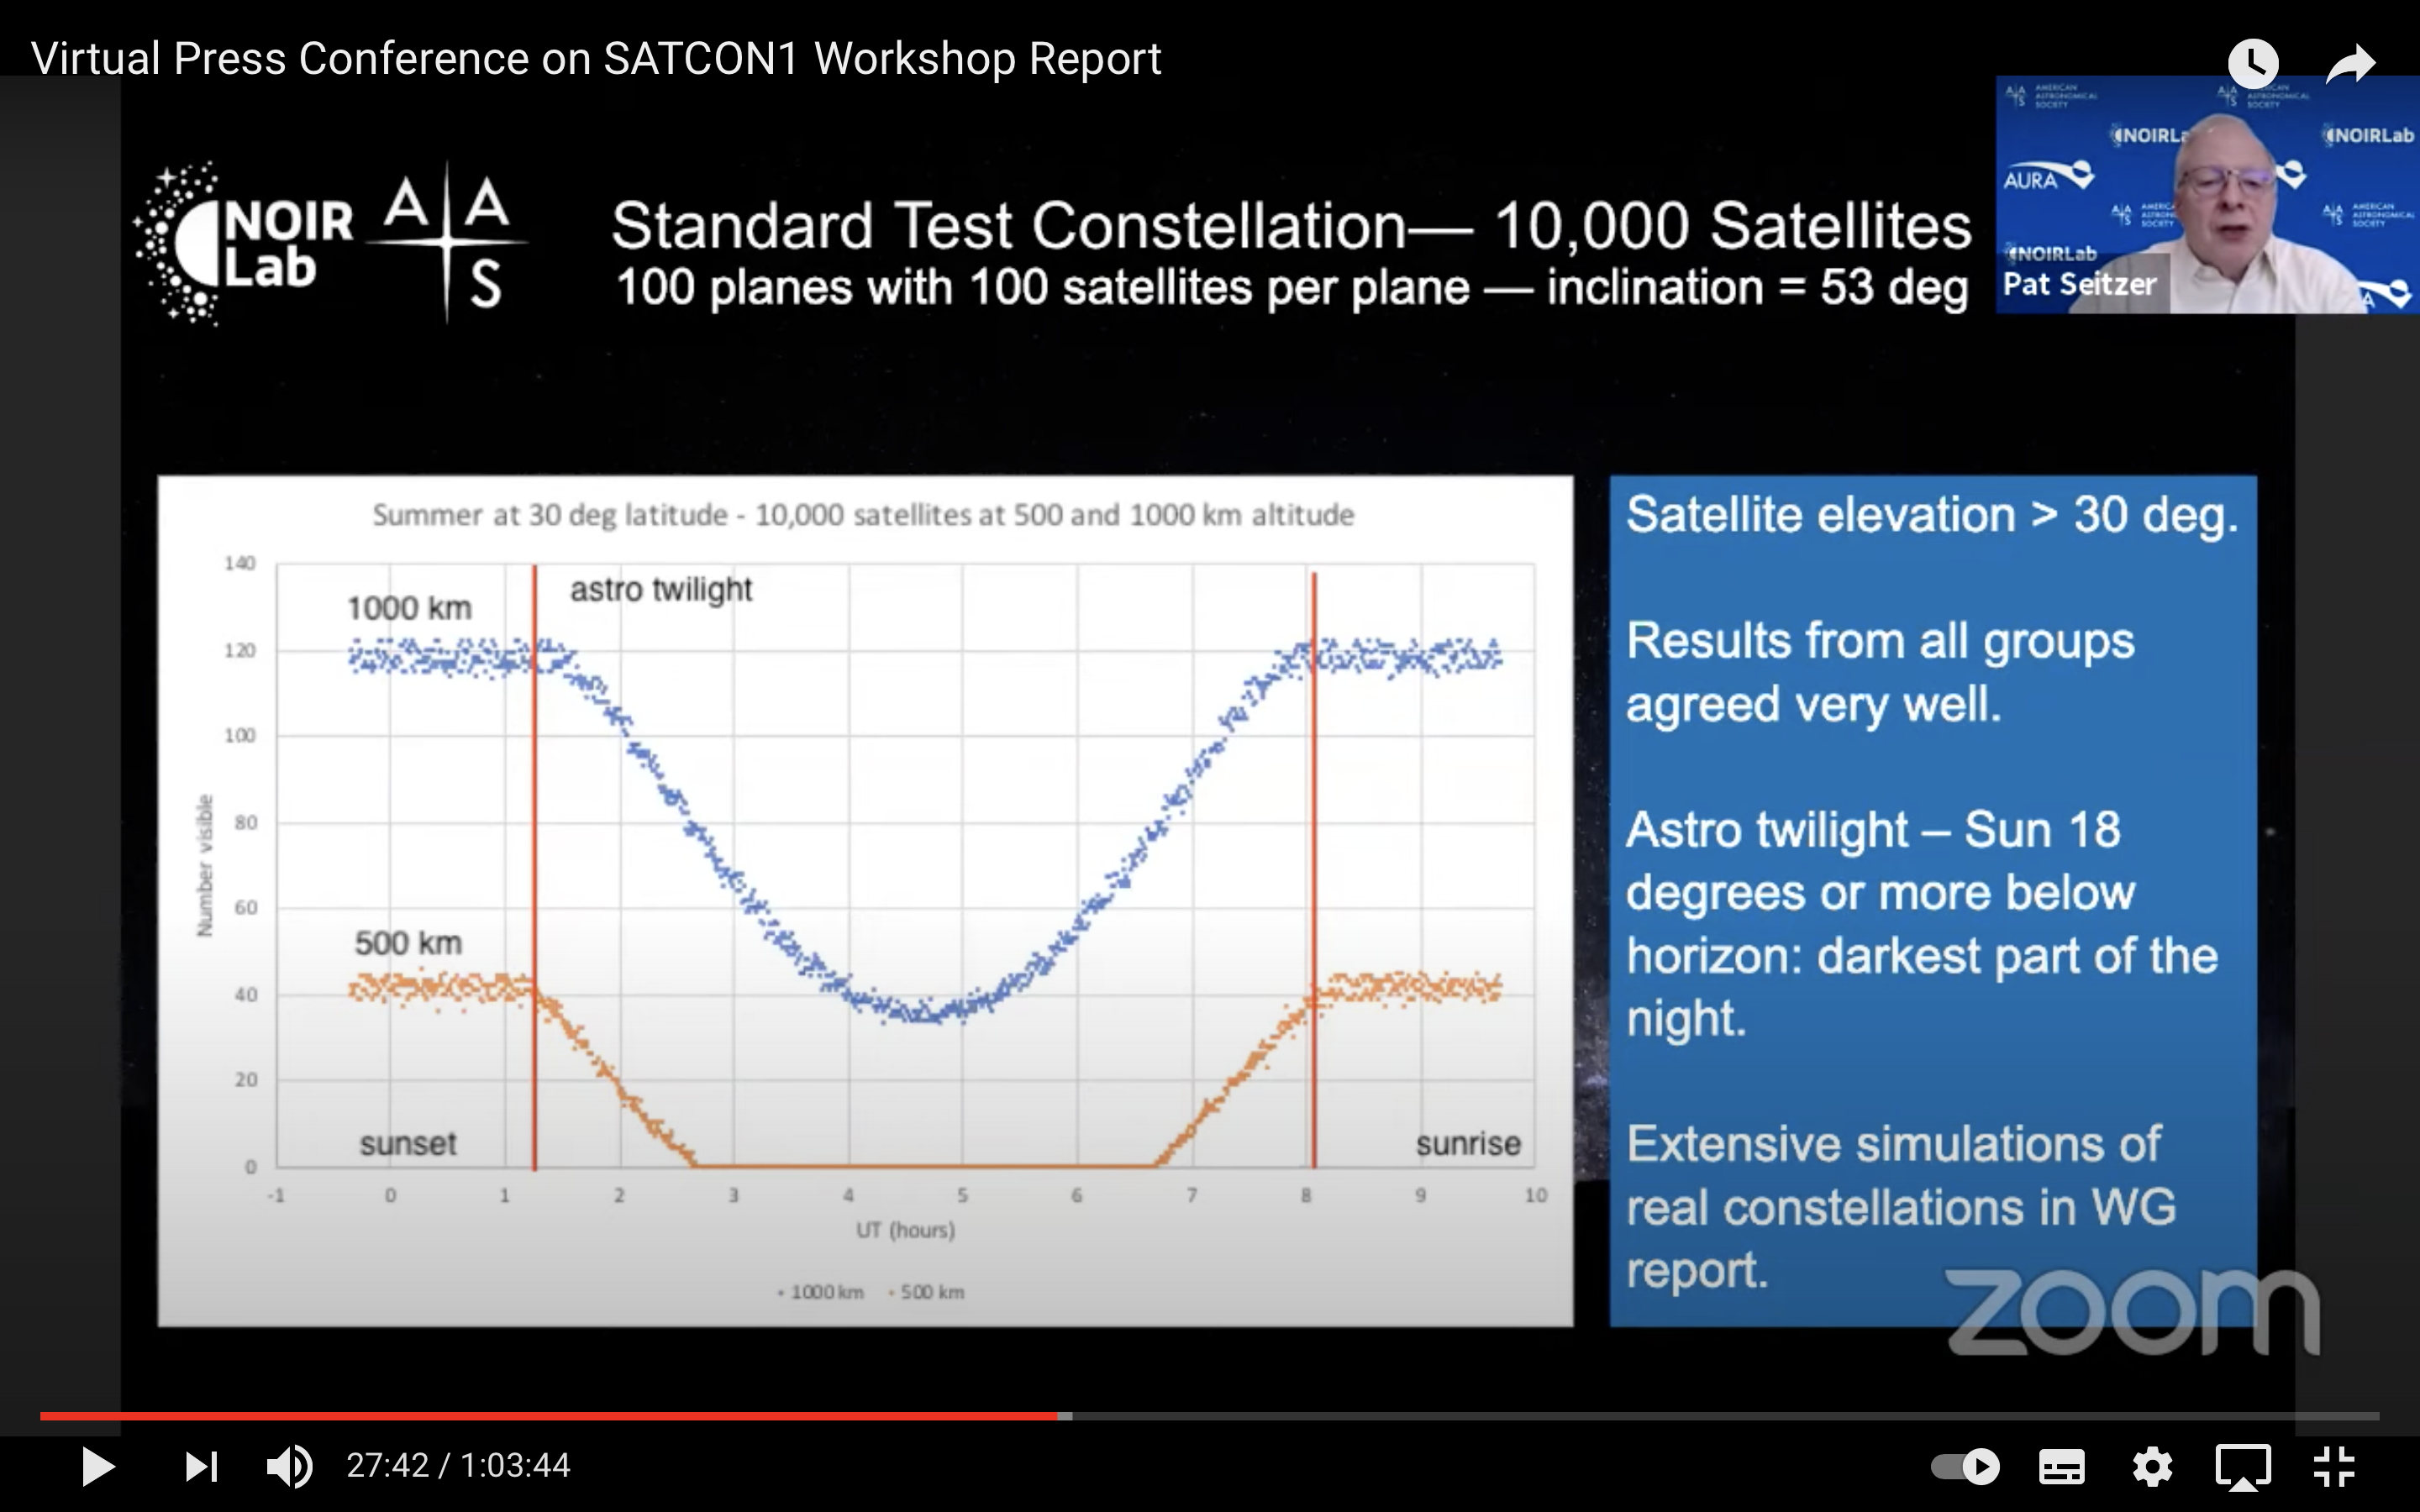 Virtual Press Conference on SATCON1 Workshop Report
NOIR
Lab
A A
S
Standard Test Constellation— 10,000 Satellites
100 planes with 100 satellites per plane — inclination = 53 deg
AMERICAN
ASTRONOMICAL
SOCIETY
NOIRLab
AURA
NOIRLab
Pat Seitzer
Summer at 30 deg latitude - 10,000 satellites at 500 and 1000 km altitude
140
120
100
80
60
40
20
0
Number visible
1000 km
astro twilight
500 km
sunset
sunrise
-1 0 1 2 3 4 5 6 7 8 9 10
UT (hours)
1000 km 500 km
Satellite elevation > 30 deg.
Results from all groups
agreed very well.
Astro twilight – Sun 18
degrees or more below
horizon: darkest part of the
night.
Extensive simulations of
real constellations in WG
report.
zoom
27:42 / 1:03:44